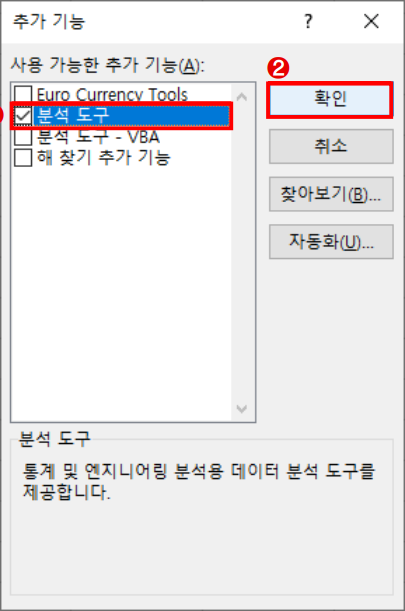 추가 기능 ? ×
사용 가능한 추가 기능(A):
Euro Currency Tools
분석 도구
분석 도구 - VBA
해 찾기 추가 기능
2
확인
취소
찾아보기(B)...
자동화(U)...
분석 도구
통계 및 엔지니어링 분석용 데이터 분석 도구를
제공합니다.